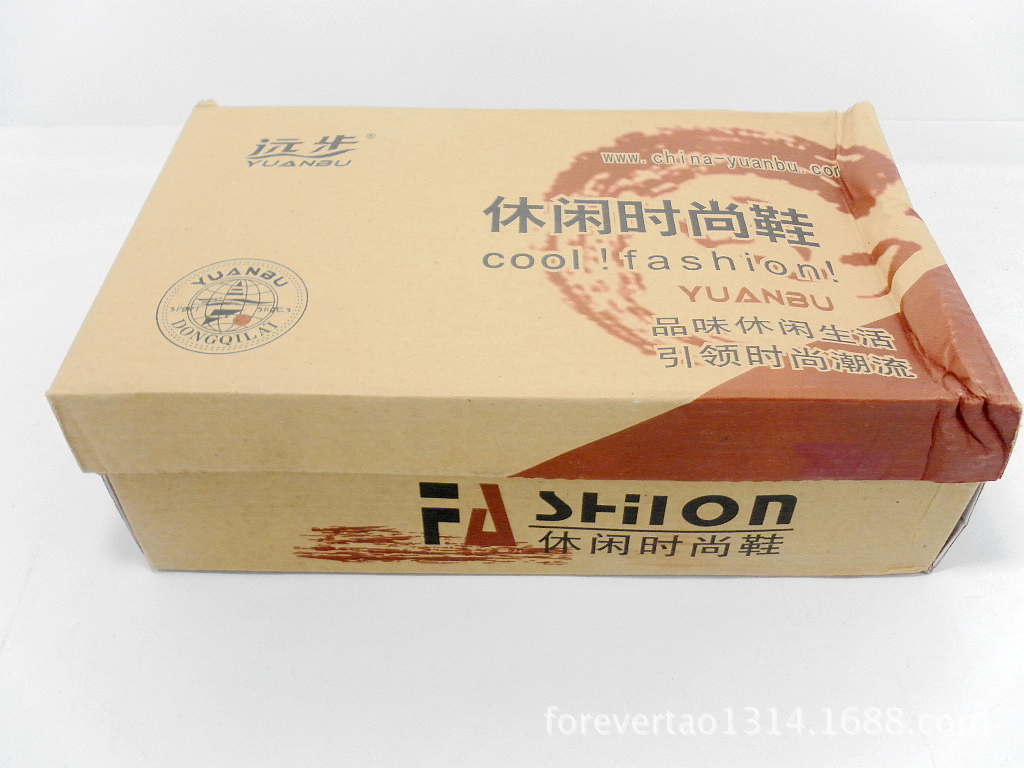 远步®
YUANBU
www.china-yuanbu.com
休闲时尚鞋
cool!fashion!
YUANBU
品味休闲生活
引领时尚潮流
YUANBU
DONGQILAI
FASHiION
休闲时尚鞋
forevertao1314.1688.com